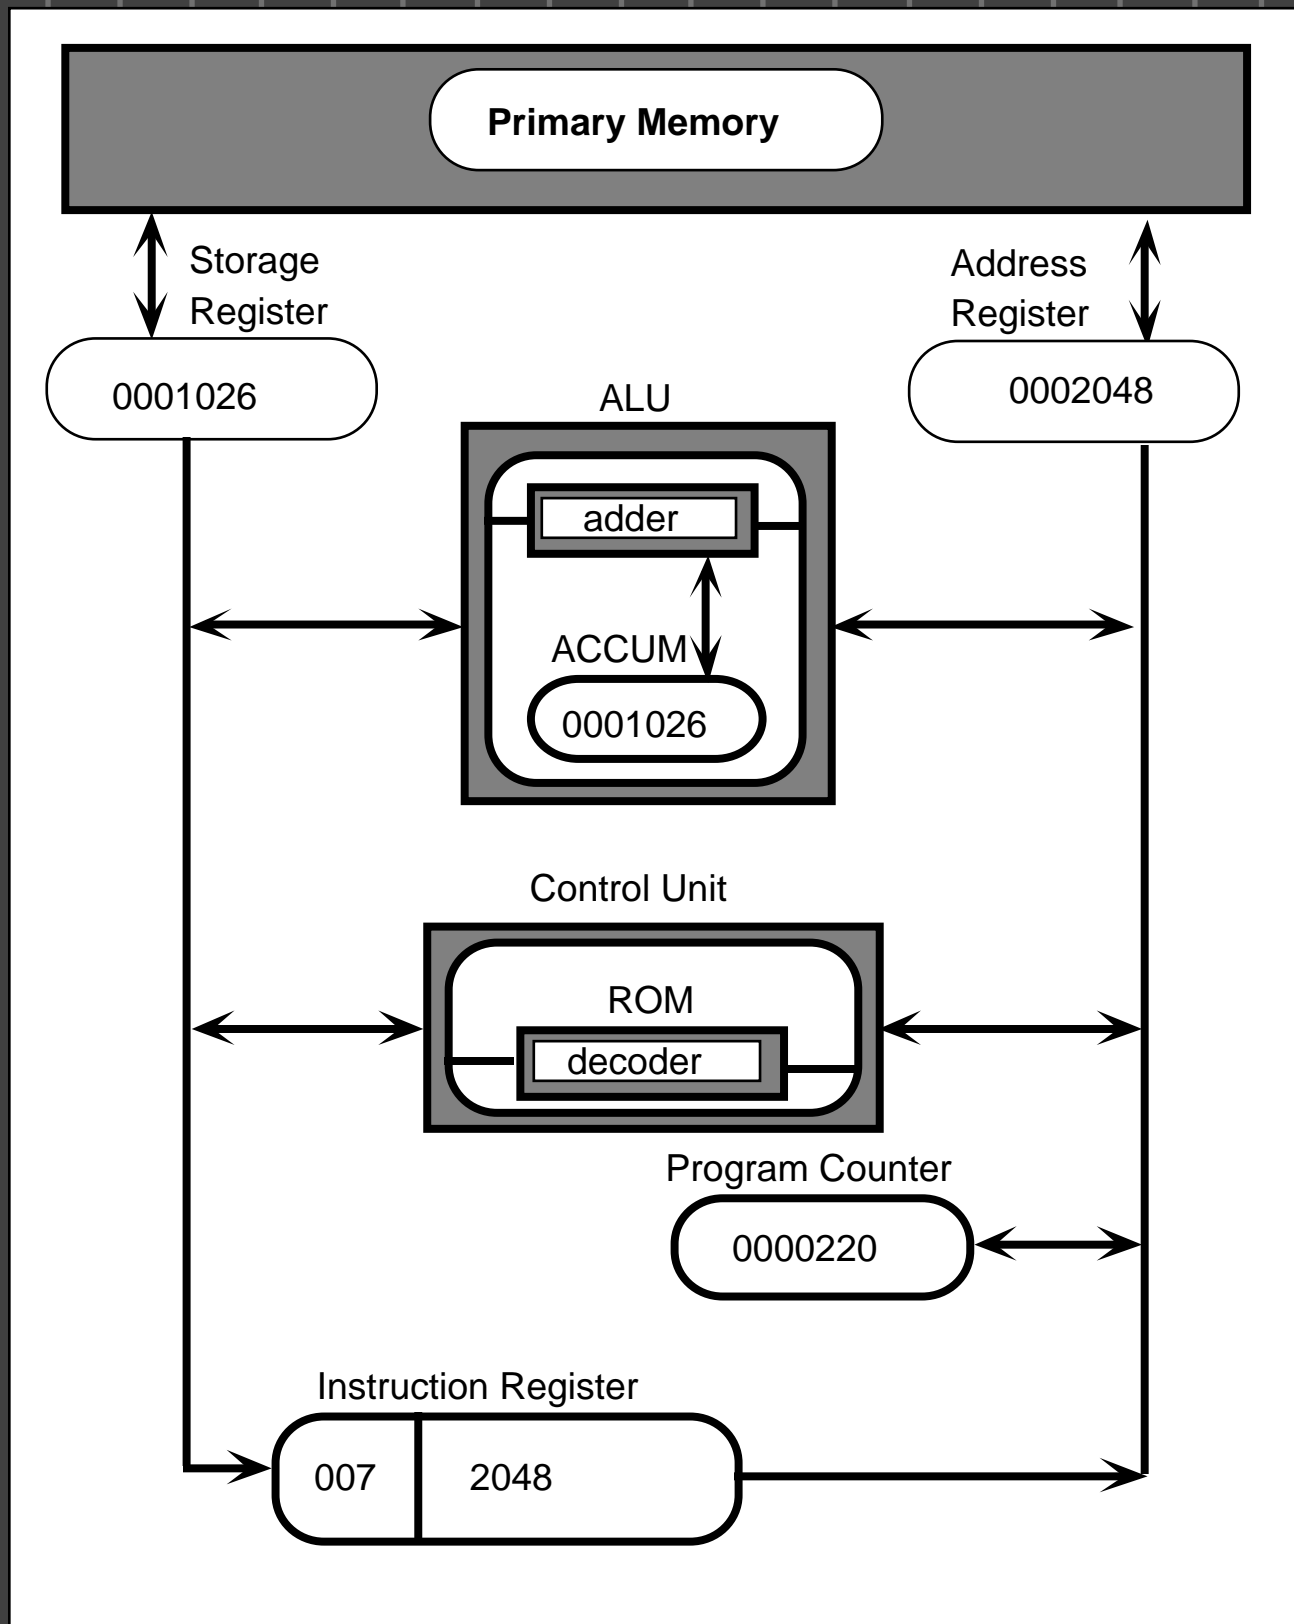 Primary Memory
Storage
Register
Address
Register
0001026
0002048
ALU
adder
ACCUM
0001026
Control Unit
ROM
decoder
Program Counter
0000220
Instruction Register
007
2048